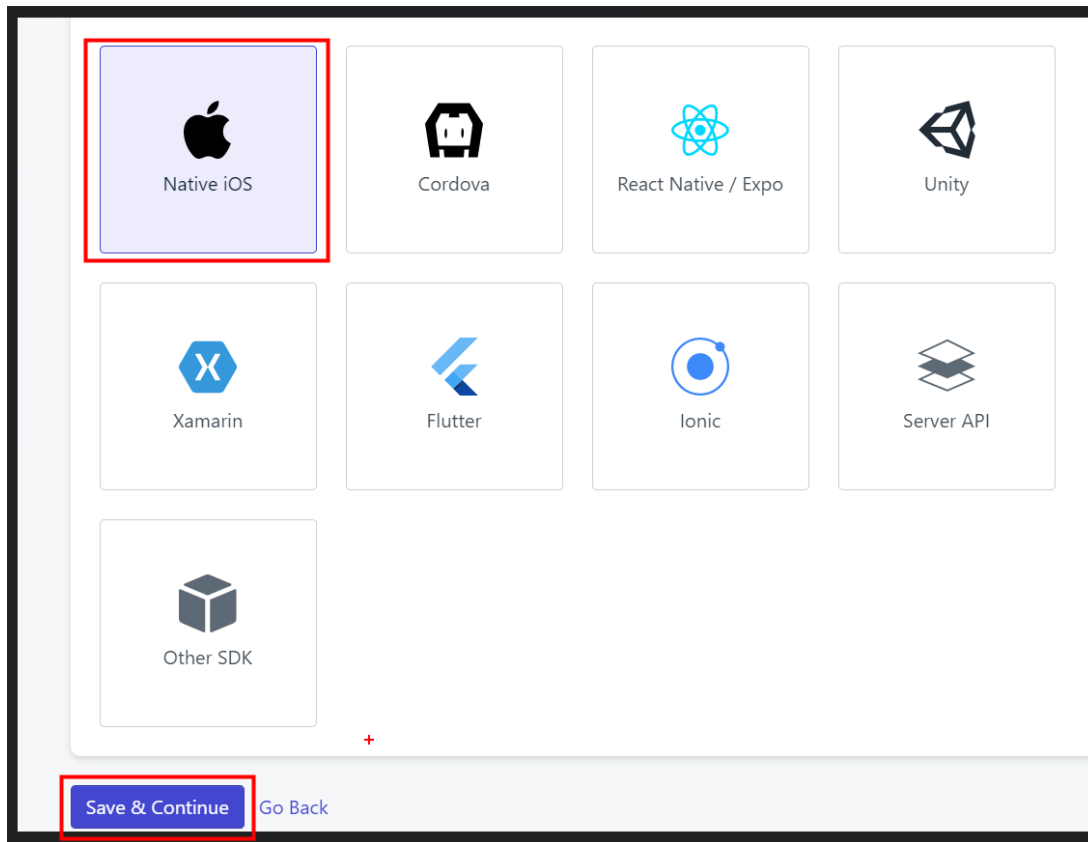 Native iOS
Cordova
React Native / Expo
Unity
Xamarin
Flutter
Ionic
Server API
Other SDK
Save & Continue
Go Back